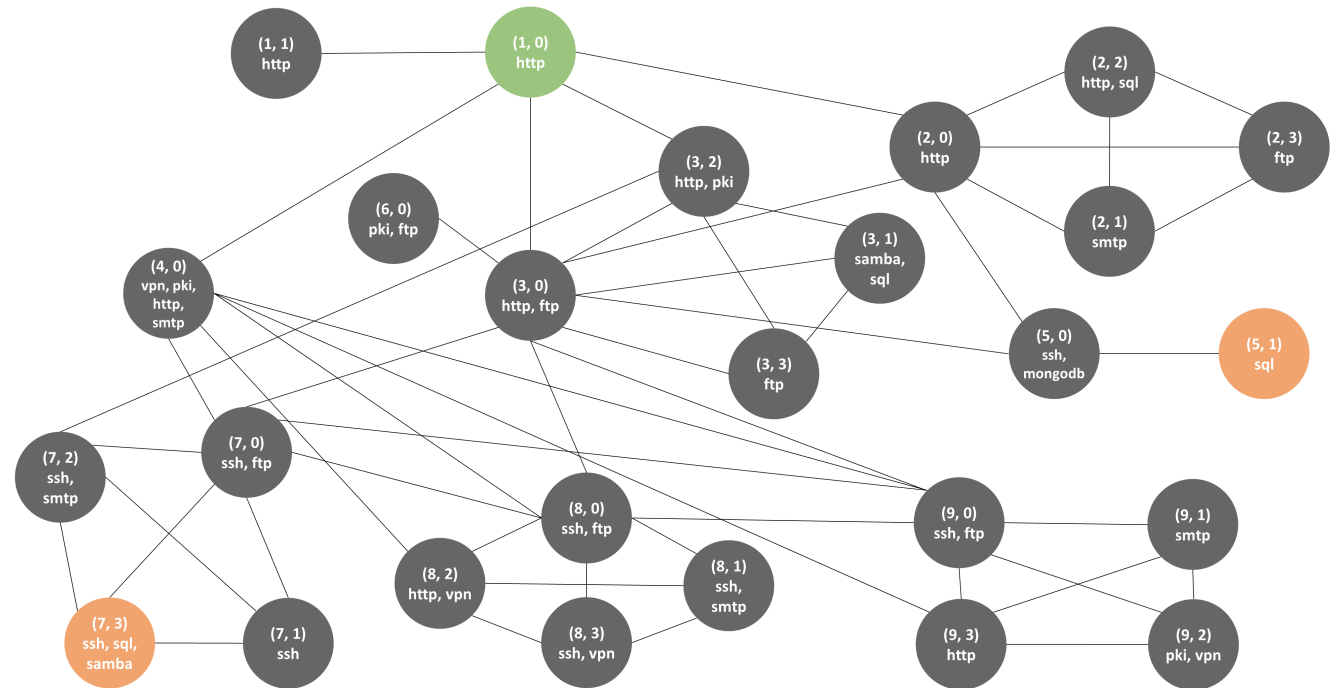 (1, 1)
http
(1, 0)
http
(2, 2)
http, sql
(2, 0)
http
(2, 3)
ftp
(3, 2)
http, pki
(6, 0)
pki, ftp
(2, 1)
smtp
(3, 1)
samba,
sql
(4, 0)
vpn, pki,
http,
smtp
(3, 0)
http, ftp
(5, 0)
ssh,
mongodb
(5, 1)
sql
(3, 3)
ftp
(7, 0)
ssh, ftp
(7, 2)
ssh,
smtp
(8, 0)
ssh, ftp
(9, 0)
ssh, ftp
(9, 1)
smtp
(8, 2)
http, vpn
(8, 1)
ssh,
smtp
(7, 3)
ssh, sql,
samba
(7, 1)
ssh
(8, 3)
ssh, vpn
(9, 3)
http
(9, 2)
pki, vpn